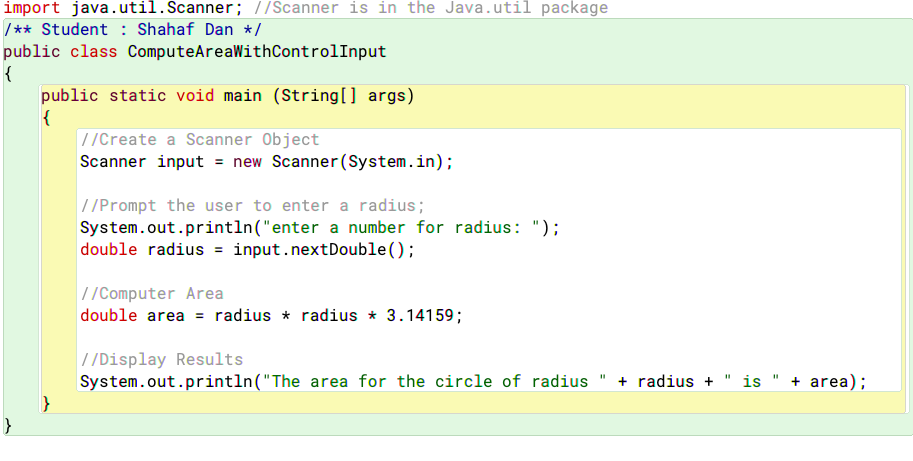 import java.util.Scanner; //Scanner is in the Java.util package
/** Student : Shahaf Dan */
public class ComputeAreaWithControlInput
{
public static void main (String[] args)
{
//Create a Scanner Object
Scanner input = new Scanner(System.in);
//Prompt the user to enter a radius;
System.out.println("enter a number for radius: ");
double radius = input.nextDouble();
//Computer Area
double area = radius * radius * 3.14159;
//Display Results
System.out.println("The area for the circle of radius " + radius + " is " + area);
}
}